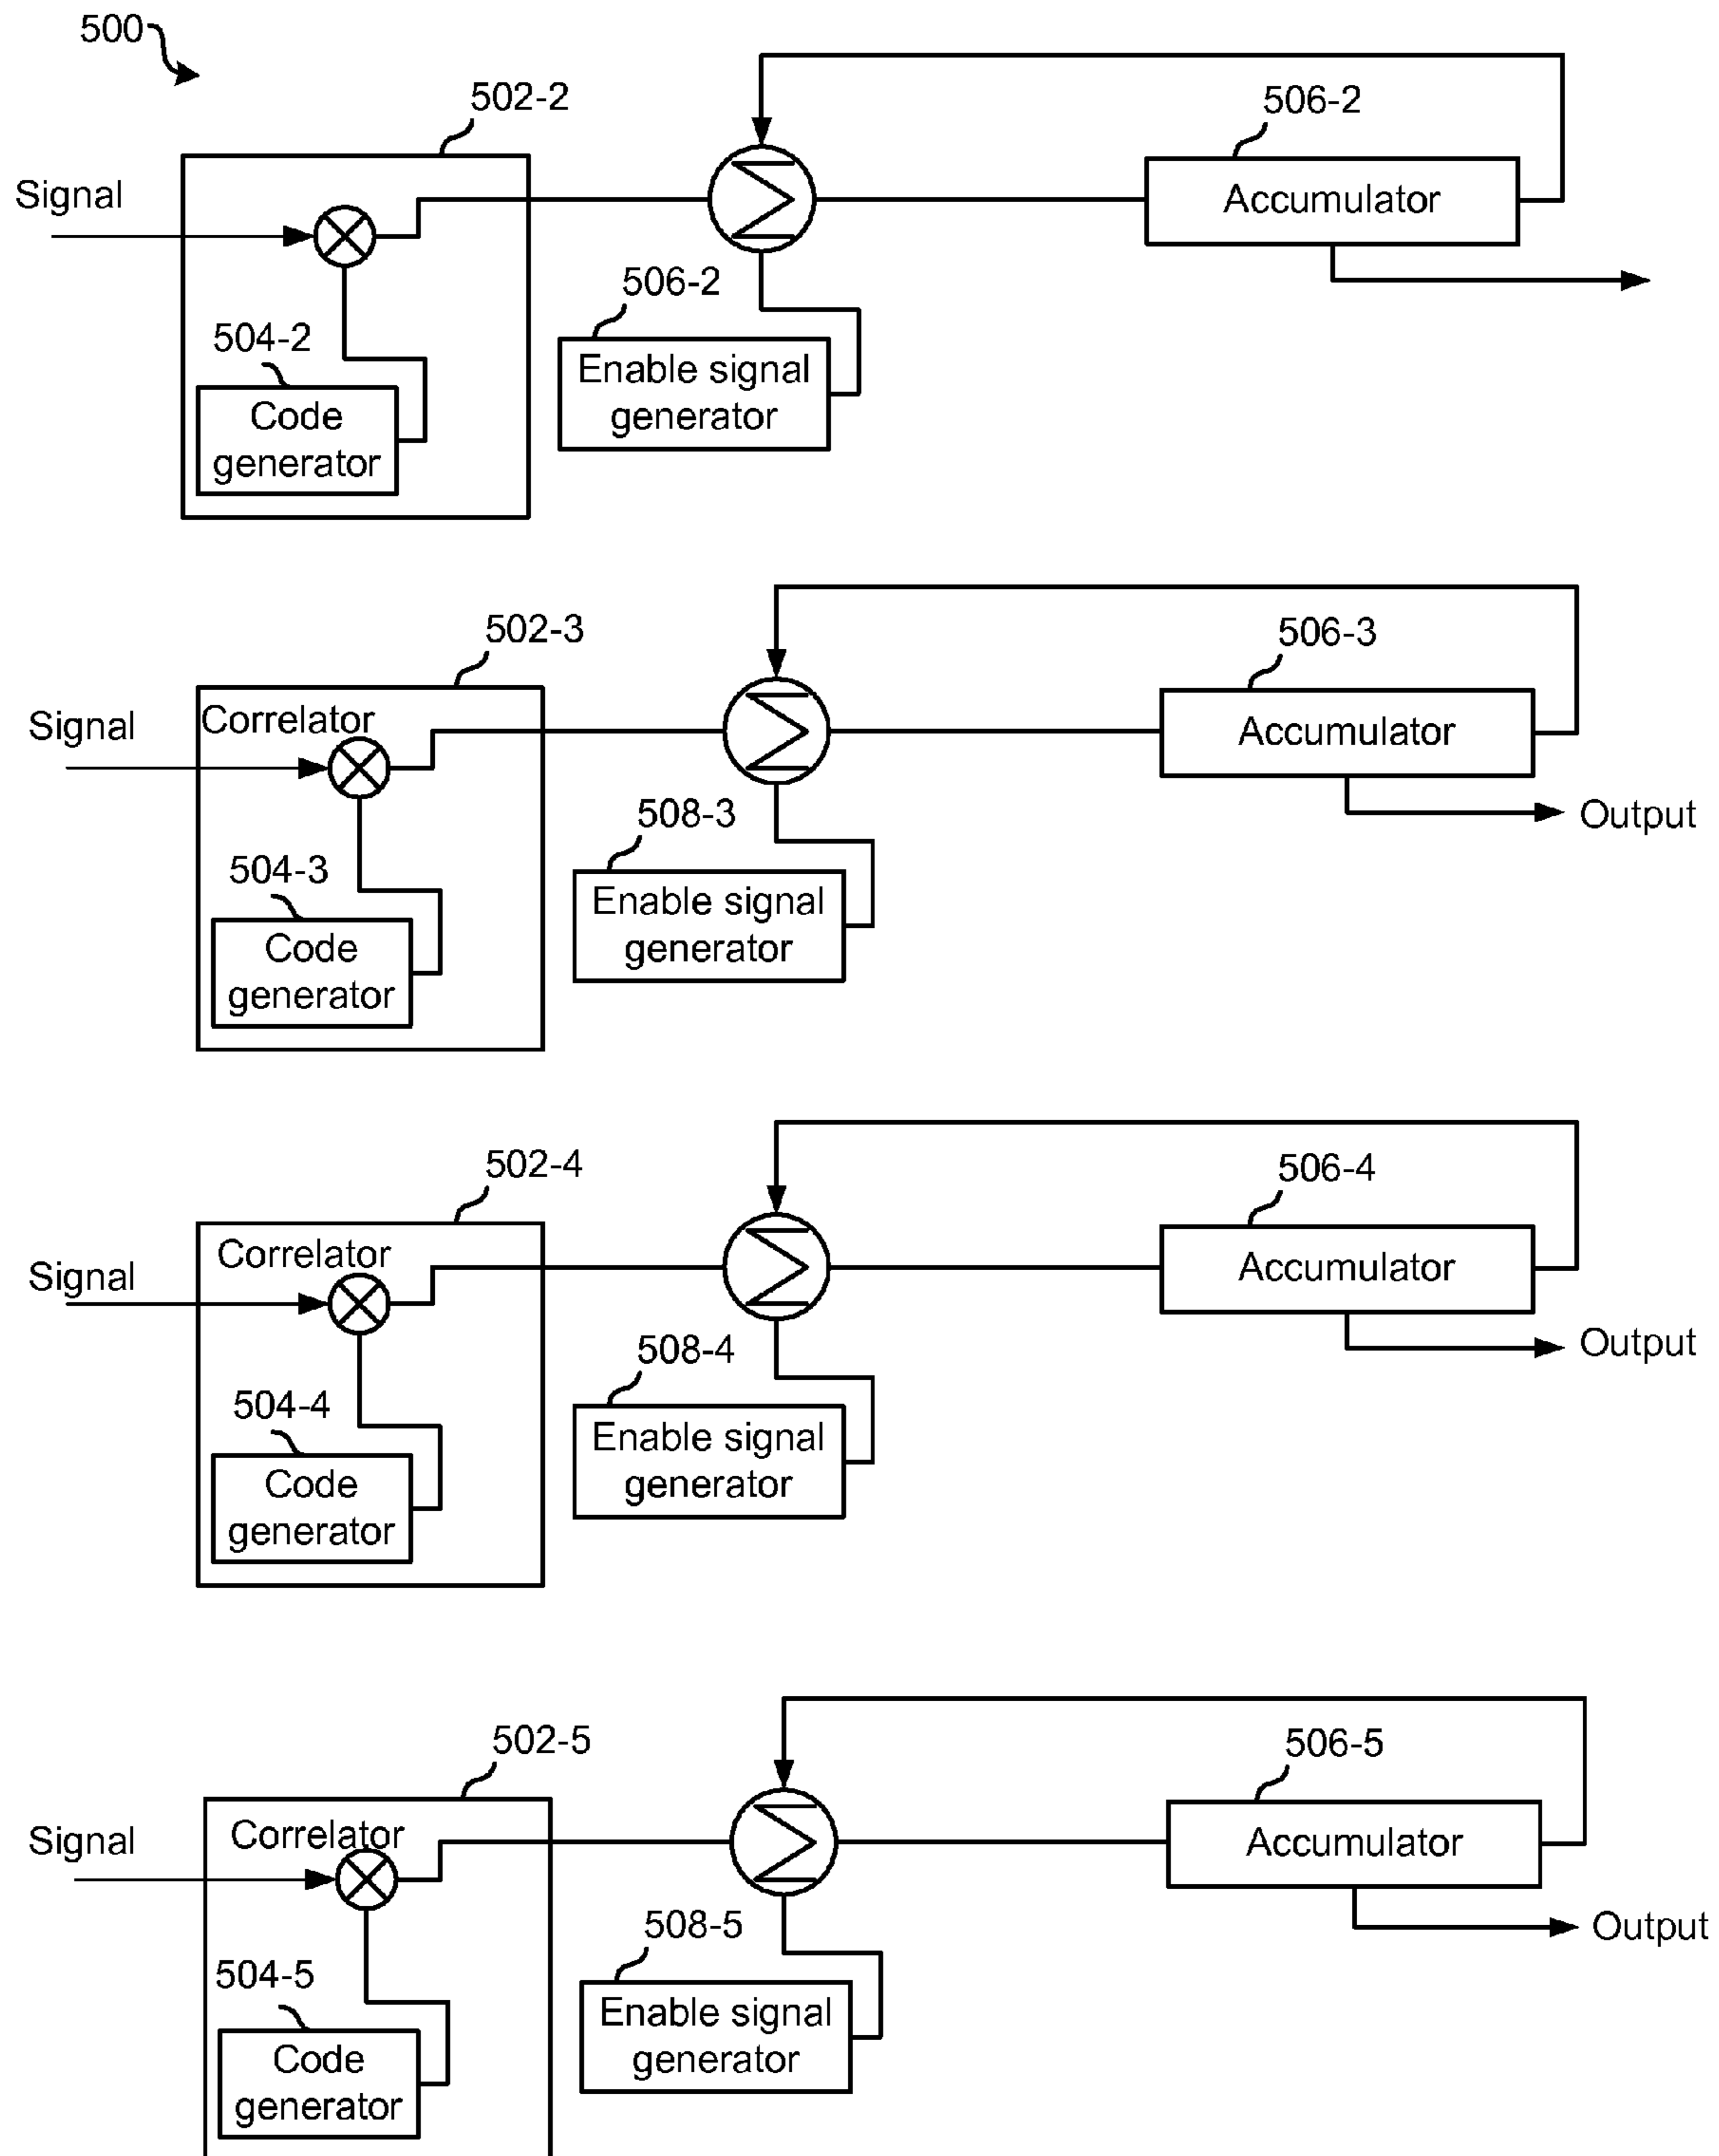 500
502-2
506-2
Signal
Accumulator
506-2
504-2
Enable signal
generator
Code
generator
502-3
506-3
Signal
Correlator
Accumulator
508-3
Output
504-3
Enable signal
generator
Code
generator
502-4
506-4
Signal
Correlator
Accumulator
508-4
Output
504-4
Enable signal
generator
Code
generator
502-5
506-5
Signal
Correlator
Accumulator
508-5
Output
504-5
Enable signal
generator
Code
generator